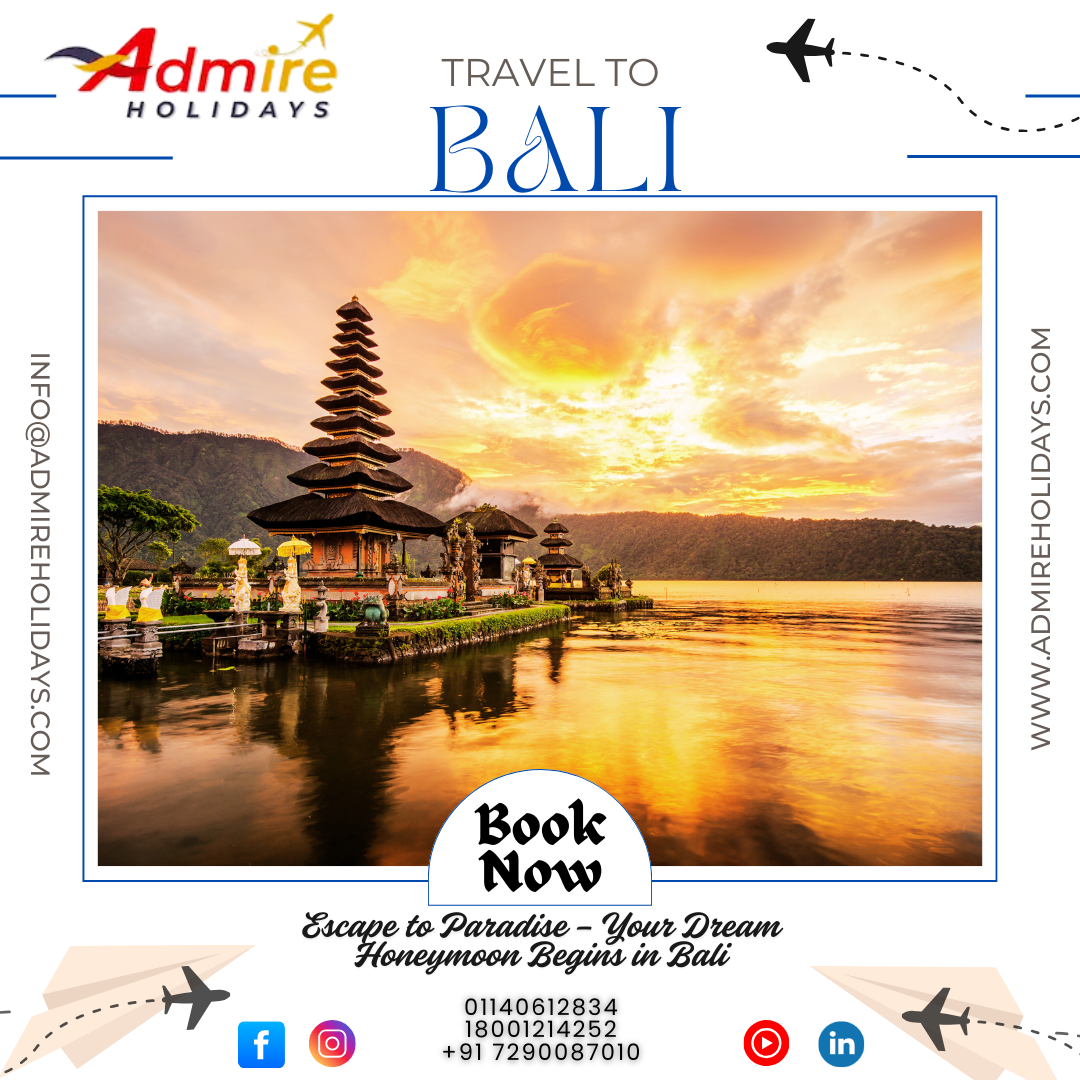 Admire
HOLIDAYS
TRAVEL TO
BALI
INFO@ADMIREHOLIDAYS.COM
WWW.ADMIREHOLIDAYS.COM
Book
Now
Escape to Paradise – Your Dream
Honeymoon Begins in Bali
01140612834
18001214252
+91 7290087010
f
in